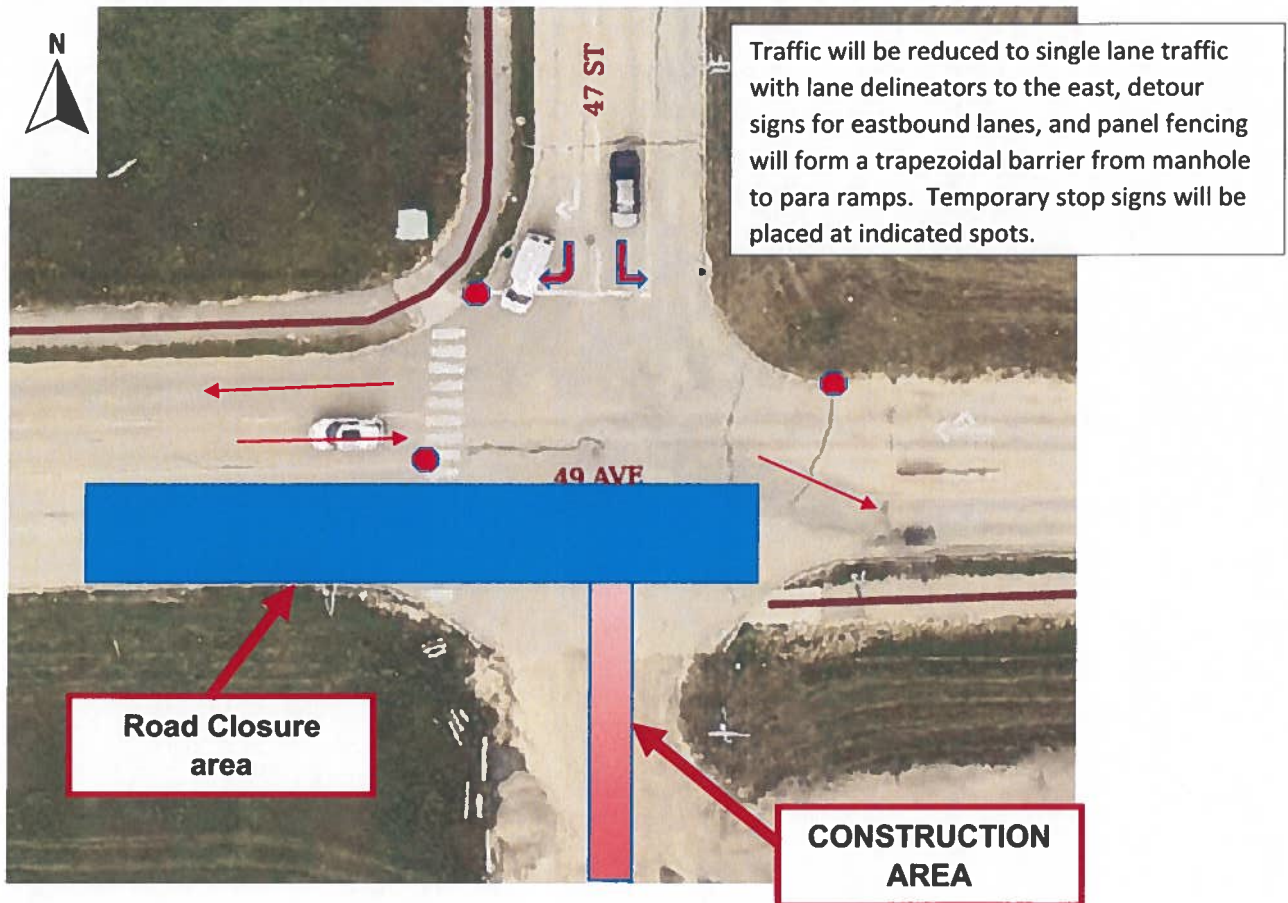 N
47 ST
Traffic will be reduced to single lane traffic
with lane delineators to the east, detour
signs for eastbound lanes, and panel fencing
will form a trapezoidal barrier from manhole
to para ramps.  Temporary stop signs will be
placed at indicated spots.
49 AVE
Road Closure
area
CONSTRUCTION
AREA